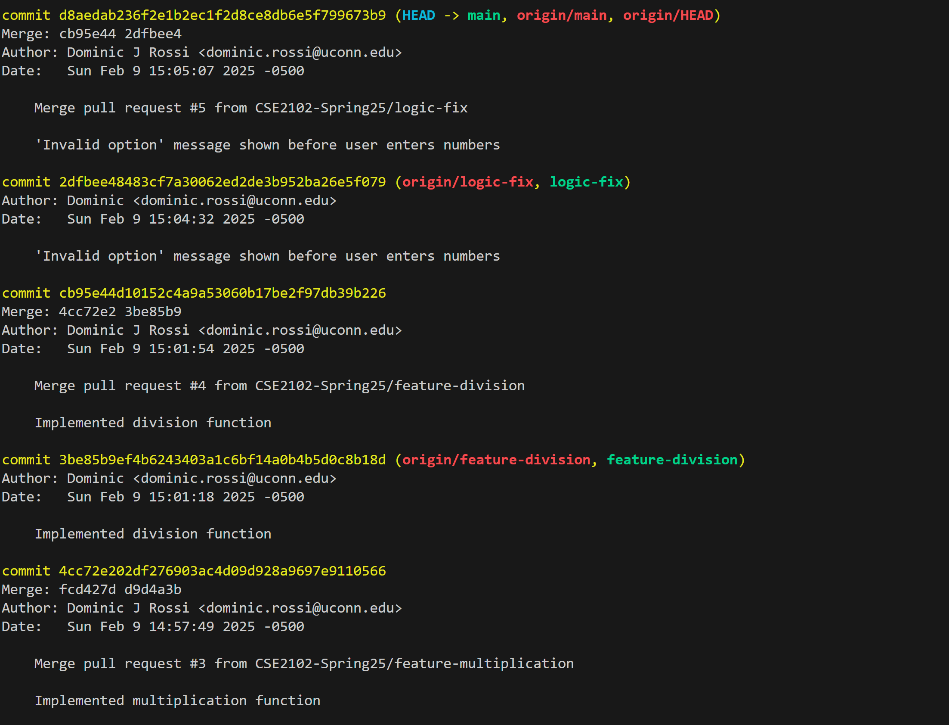 commit d8aedab236f2e1b2ec1f2d8ce8db6e5f799673b9 (HEAD -> main, origin/main, origin/HEAD)
Merge: cb95e44 2dfbee4
Author: Dominic J Rossi <dominic.rossi@uconn.edu>
Date:   Sun Feb 9 15:05:07 2025 -0500
    Merge pull request #5 from CSE2102-Spring25/logic-fix
    'Invalid option' message shown before user enters numbers
commit 2dfbee48483cf7a30062ed2de3b952ba26e5f079 (origin/logic-fix, logic-fix)
Author: Dominic <dominic.rossi@uconn.edu>
Date:   Sun Feb 9 15:04:32 2025 -0500
    'Invalid option' message shown before user enters numbers
commit cb95e44d10152c4a9a53060b17be2f97db39b226
Merge: 4cc72e2 3be85b9
Author: Dominic J Rossi <dominic.rossi@uconn.edu>
Date:   Sun Feb 9 15:01:54 2025 -0500
    Merge pull request #4 from CSE2102-Spring25/feature-division
    Implemented division function
commit 3be85b9ef4b6243403a1c6bf14a0b4b5d0c8b18d (origin/feature-division, feature-division)
Author: Dominic <dominic.rossi@uconn.edu>
Date:   Sun Feb 9 15:01:18 2025 -0500
    Implemented division function
commit 4cc72e202df276903ac4d09d928a9697e9110566
Merge: fcd427d d9d4a3b
Author: Dominic J Rossi <dominic.rossi@uconn.edu>
Date:   Sun Feb 9 14:57:49 2025 -0500
    Merge pull request #3 from CSE2102-Spring25/feature-multiplication
    Implemented multiplication function